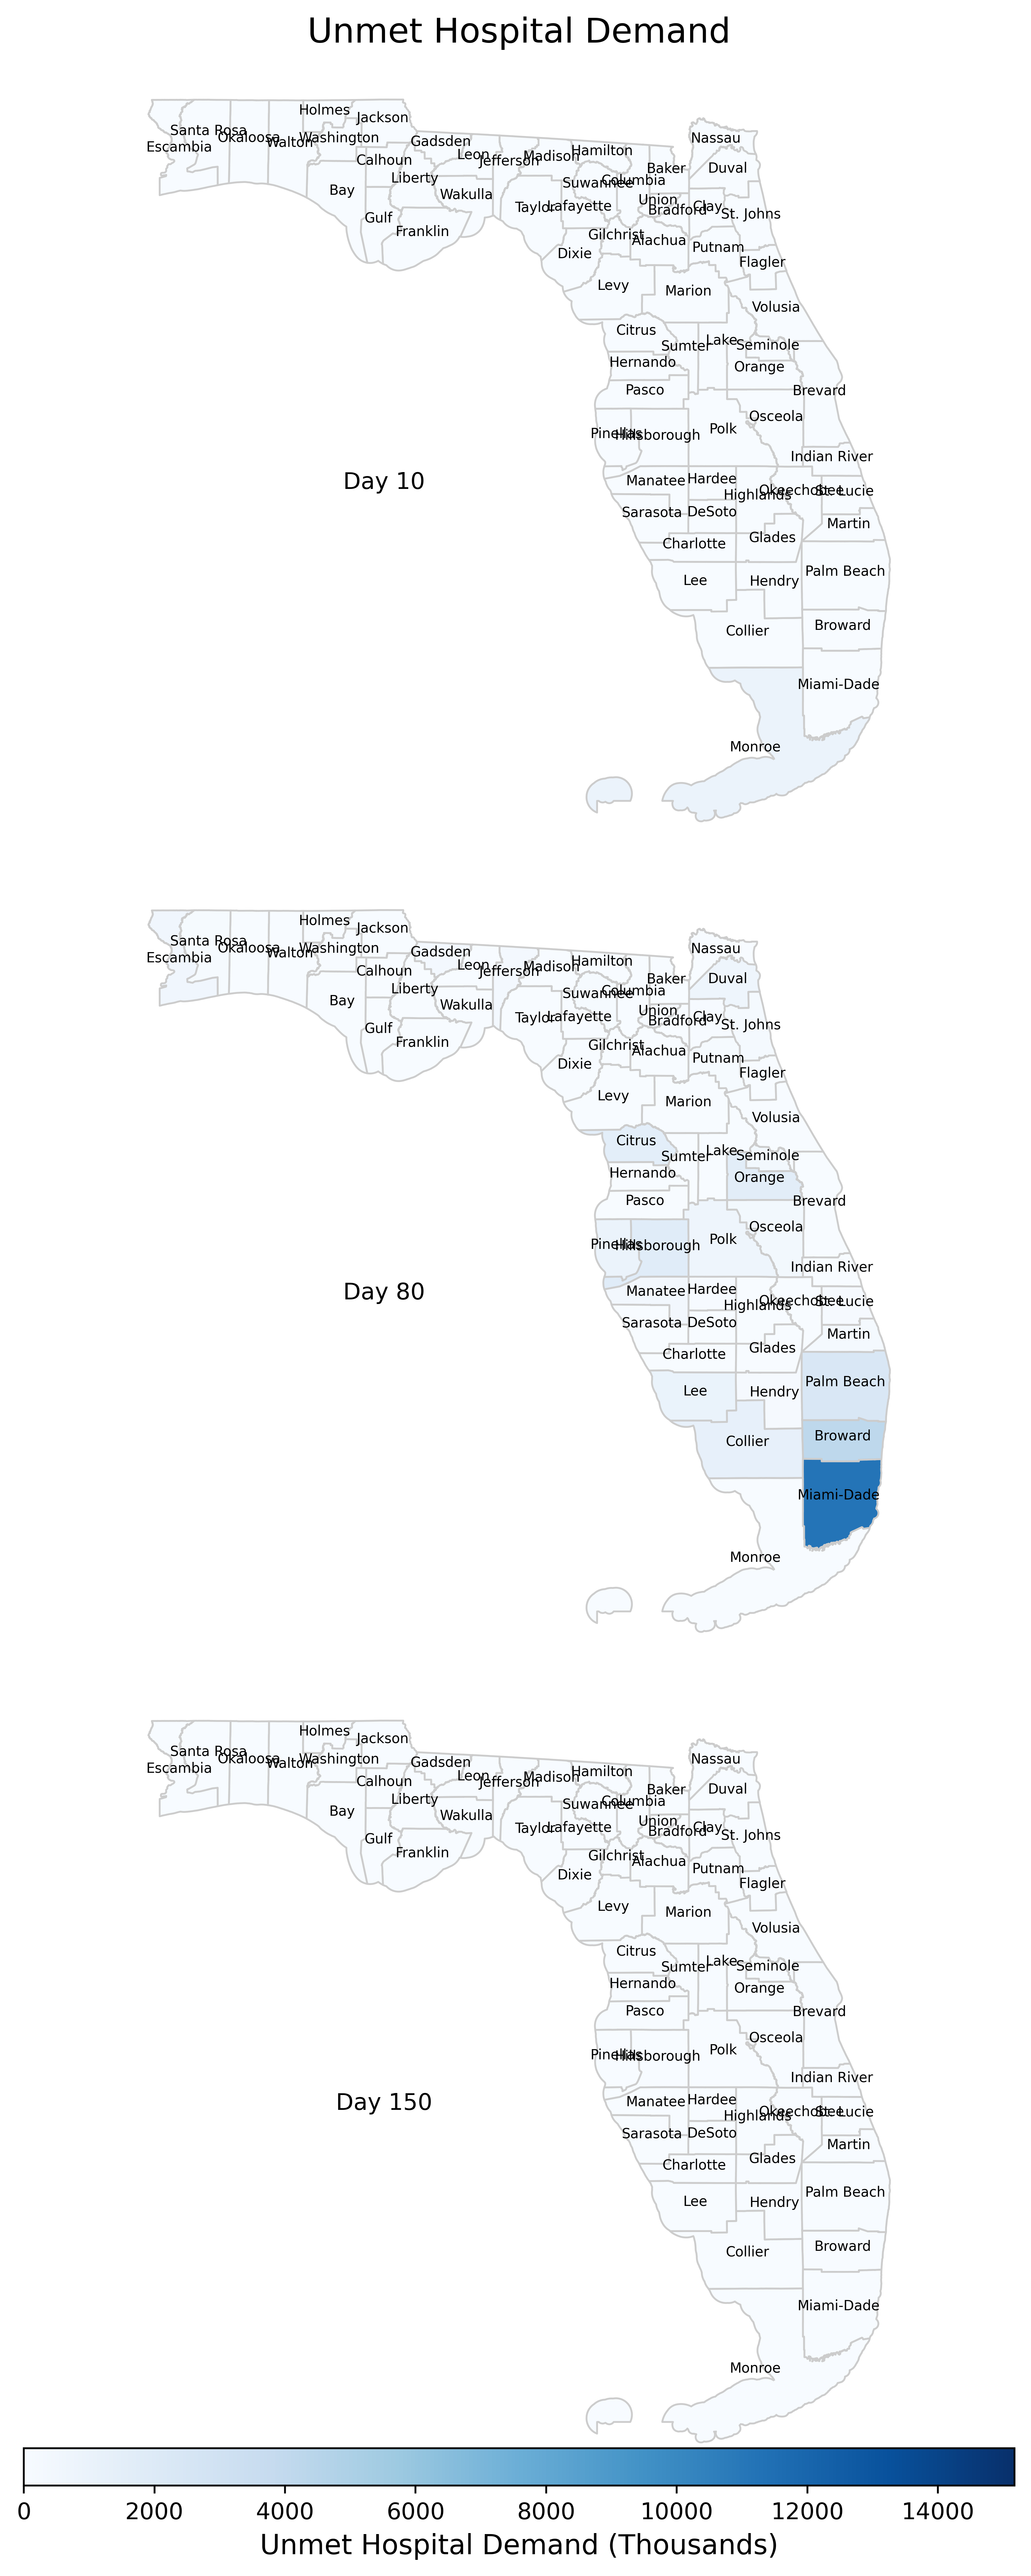 Unmet Hospital Demand
Holmes
Jackson
Santa Rosa
Okaloosa
Walton
Washington
Escambia
Gadsden
Leon
Jefferson
Madison
Hamilton
Nassau
Calhoun
Liberty
Wakulla
Suwannee
Columbia
Baker
Duval
Bay
Taylor
Lafayette
Union
Bradford
Clay
St. Johns
Gulf
Franklin
Gilchrist
Alachua
Putnam
Dixie
Flagler
Levy
Marion
Volusia
Citrus
Sumter
Lake
Seminole
Hernando
Orange
Pasco
Brevard
Osceola
Pinellas
Hillsborough
Polk
Indian River
Day 10
Manatee
Hardee
Highlands
Okeechobee
St. Lucie
Sarasota
DeSoto
Martin
Charlotte
Glades
Lee
Hendry
Palm Beach
Collier
Broward
Miami-Dade
Monroe
Holmes
Jackson
Santa Rosa
Okaloosa
Walton
Washington
Escambia
Gadsden
Leon
Jefferson
Madison
Hamilton
Nassau
Calhoun
Liberty
Wakulla
Suwannee
Columbia
Baker
Duval
Bay
Taylor
Lafayette
Union
Bradford
Clay
St. Johns
Gulf
Franklin
Gilchrist
Alachua
Putnam
Dixie
Flagler
Levy
Marion
Volusia
Citrus
Sumter
Lake
Seminole
Hernando
Orange
Pasco
Brevard
Osceola
Pinellas
Hillsborough
Polk
Indian River
Day 80
Manatee
Hardee
Highlands
Okeechobee
St. Lucie
Sarasota
DeSoto
Martin
Charlotte
Glades
Lee
Hendry
Palm Beach
Collier
Broward
Miami-Dade
Monroe
Holmes
Jackson
Santa Rosa
Okaloosa
Walton
Washington
Escambia
Gadsden
Leon
Jefferson
Madison
Hamilton
Nassau
Calhoun
Liberty
Wakulla
Suwannee
Columbia
Baker
Duval
Bay
Taylor
Lafayette
Union
Bradford
Clay
St. Johns
Gulf
Franklin
Gilchrist
Alachua
Putnam
Dixie
Flagler
Levy
Marion
Volusia
Citrus
Sumter
Lake
Seminole
Hernando
Orange
Pasco
Brevard
Osceola
Pinellas
Hillsborough
Polk
Indian River
Day 150
Manatee
Hardee
Highlands
Okeechobee
St. Lucie
Sarasota
DeSoto
Martin
Charlotte
Glades
Lee
Hendry
Palm Beach
Collier
Broward
Miami-Dade
Monroe
0 2000 4000 6000 8000 10000 12000 14000
Unmet Hospital Demand (Thousands)